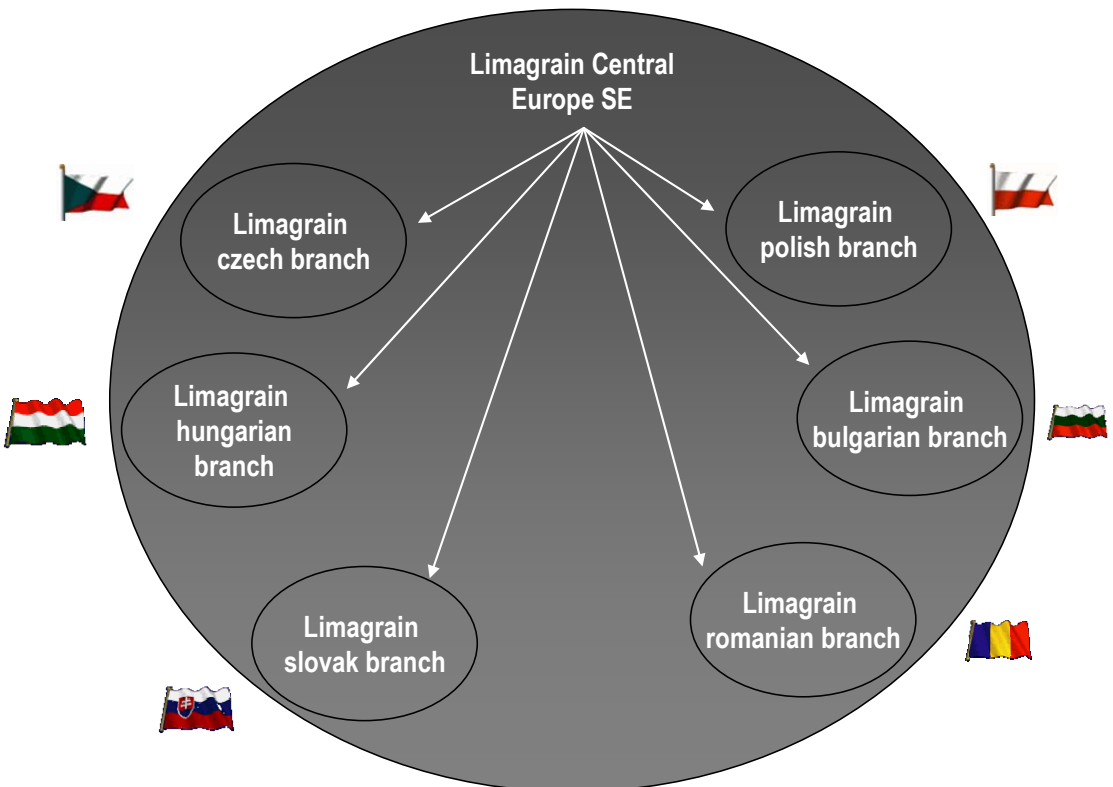 Limagrain Central
Europe SE
Limagrain
czech branch
Limagrain
polish branch
Limagrain
hungarian
branch
Limagrain
bulgarian branch
Limagrain
slovak branch
Limagrain
romanian branch